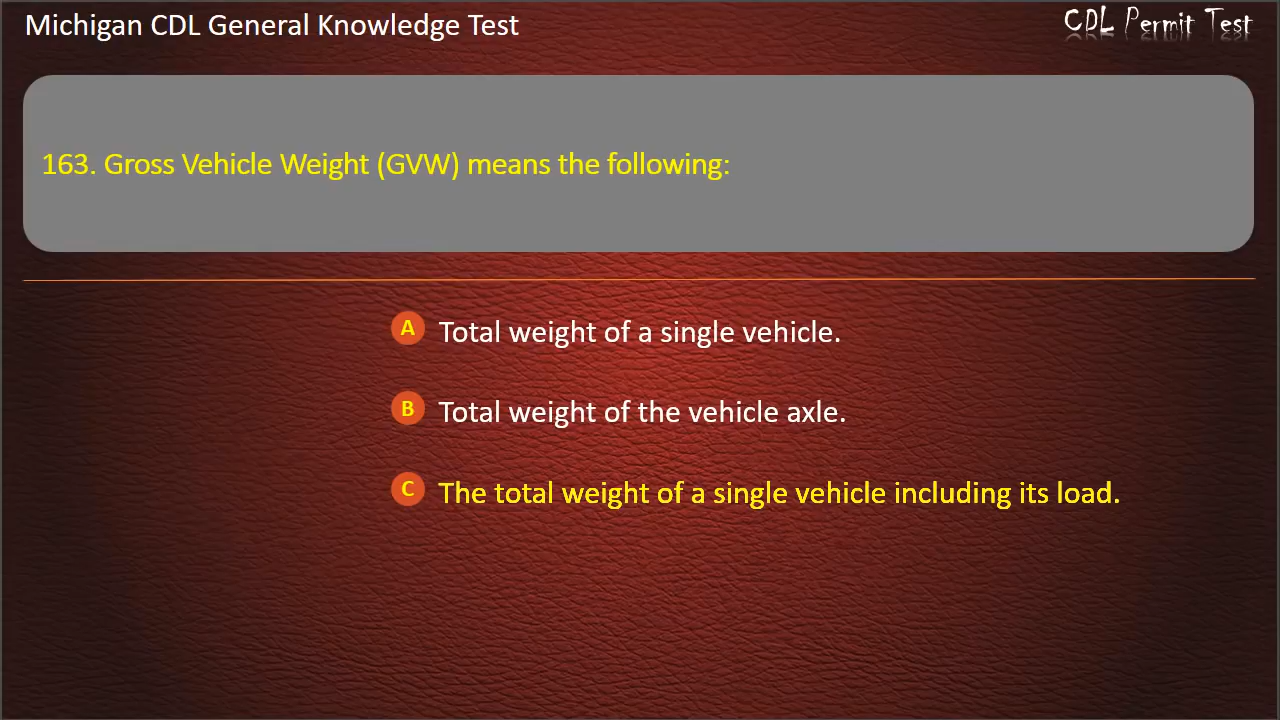 Michigan CDL General Knowledge Test
CDL Permit Test
163. Gross Vehicle Weight (GVW) means the following:
A Total weight of a single vehicle.
B Total weight of the vehicle axle.
C The total weight of a single vehicle including its load.